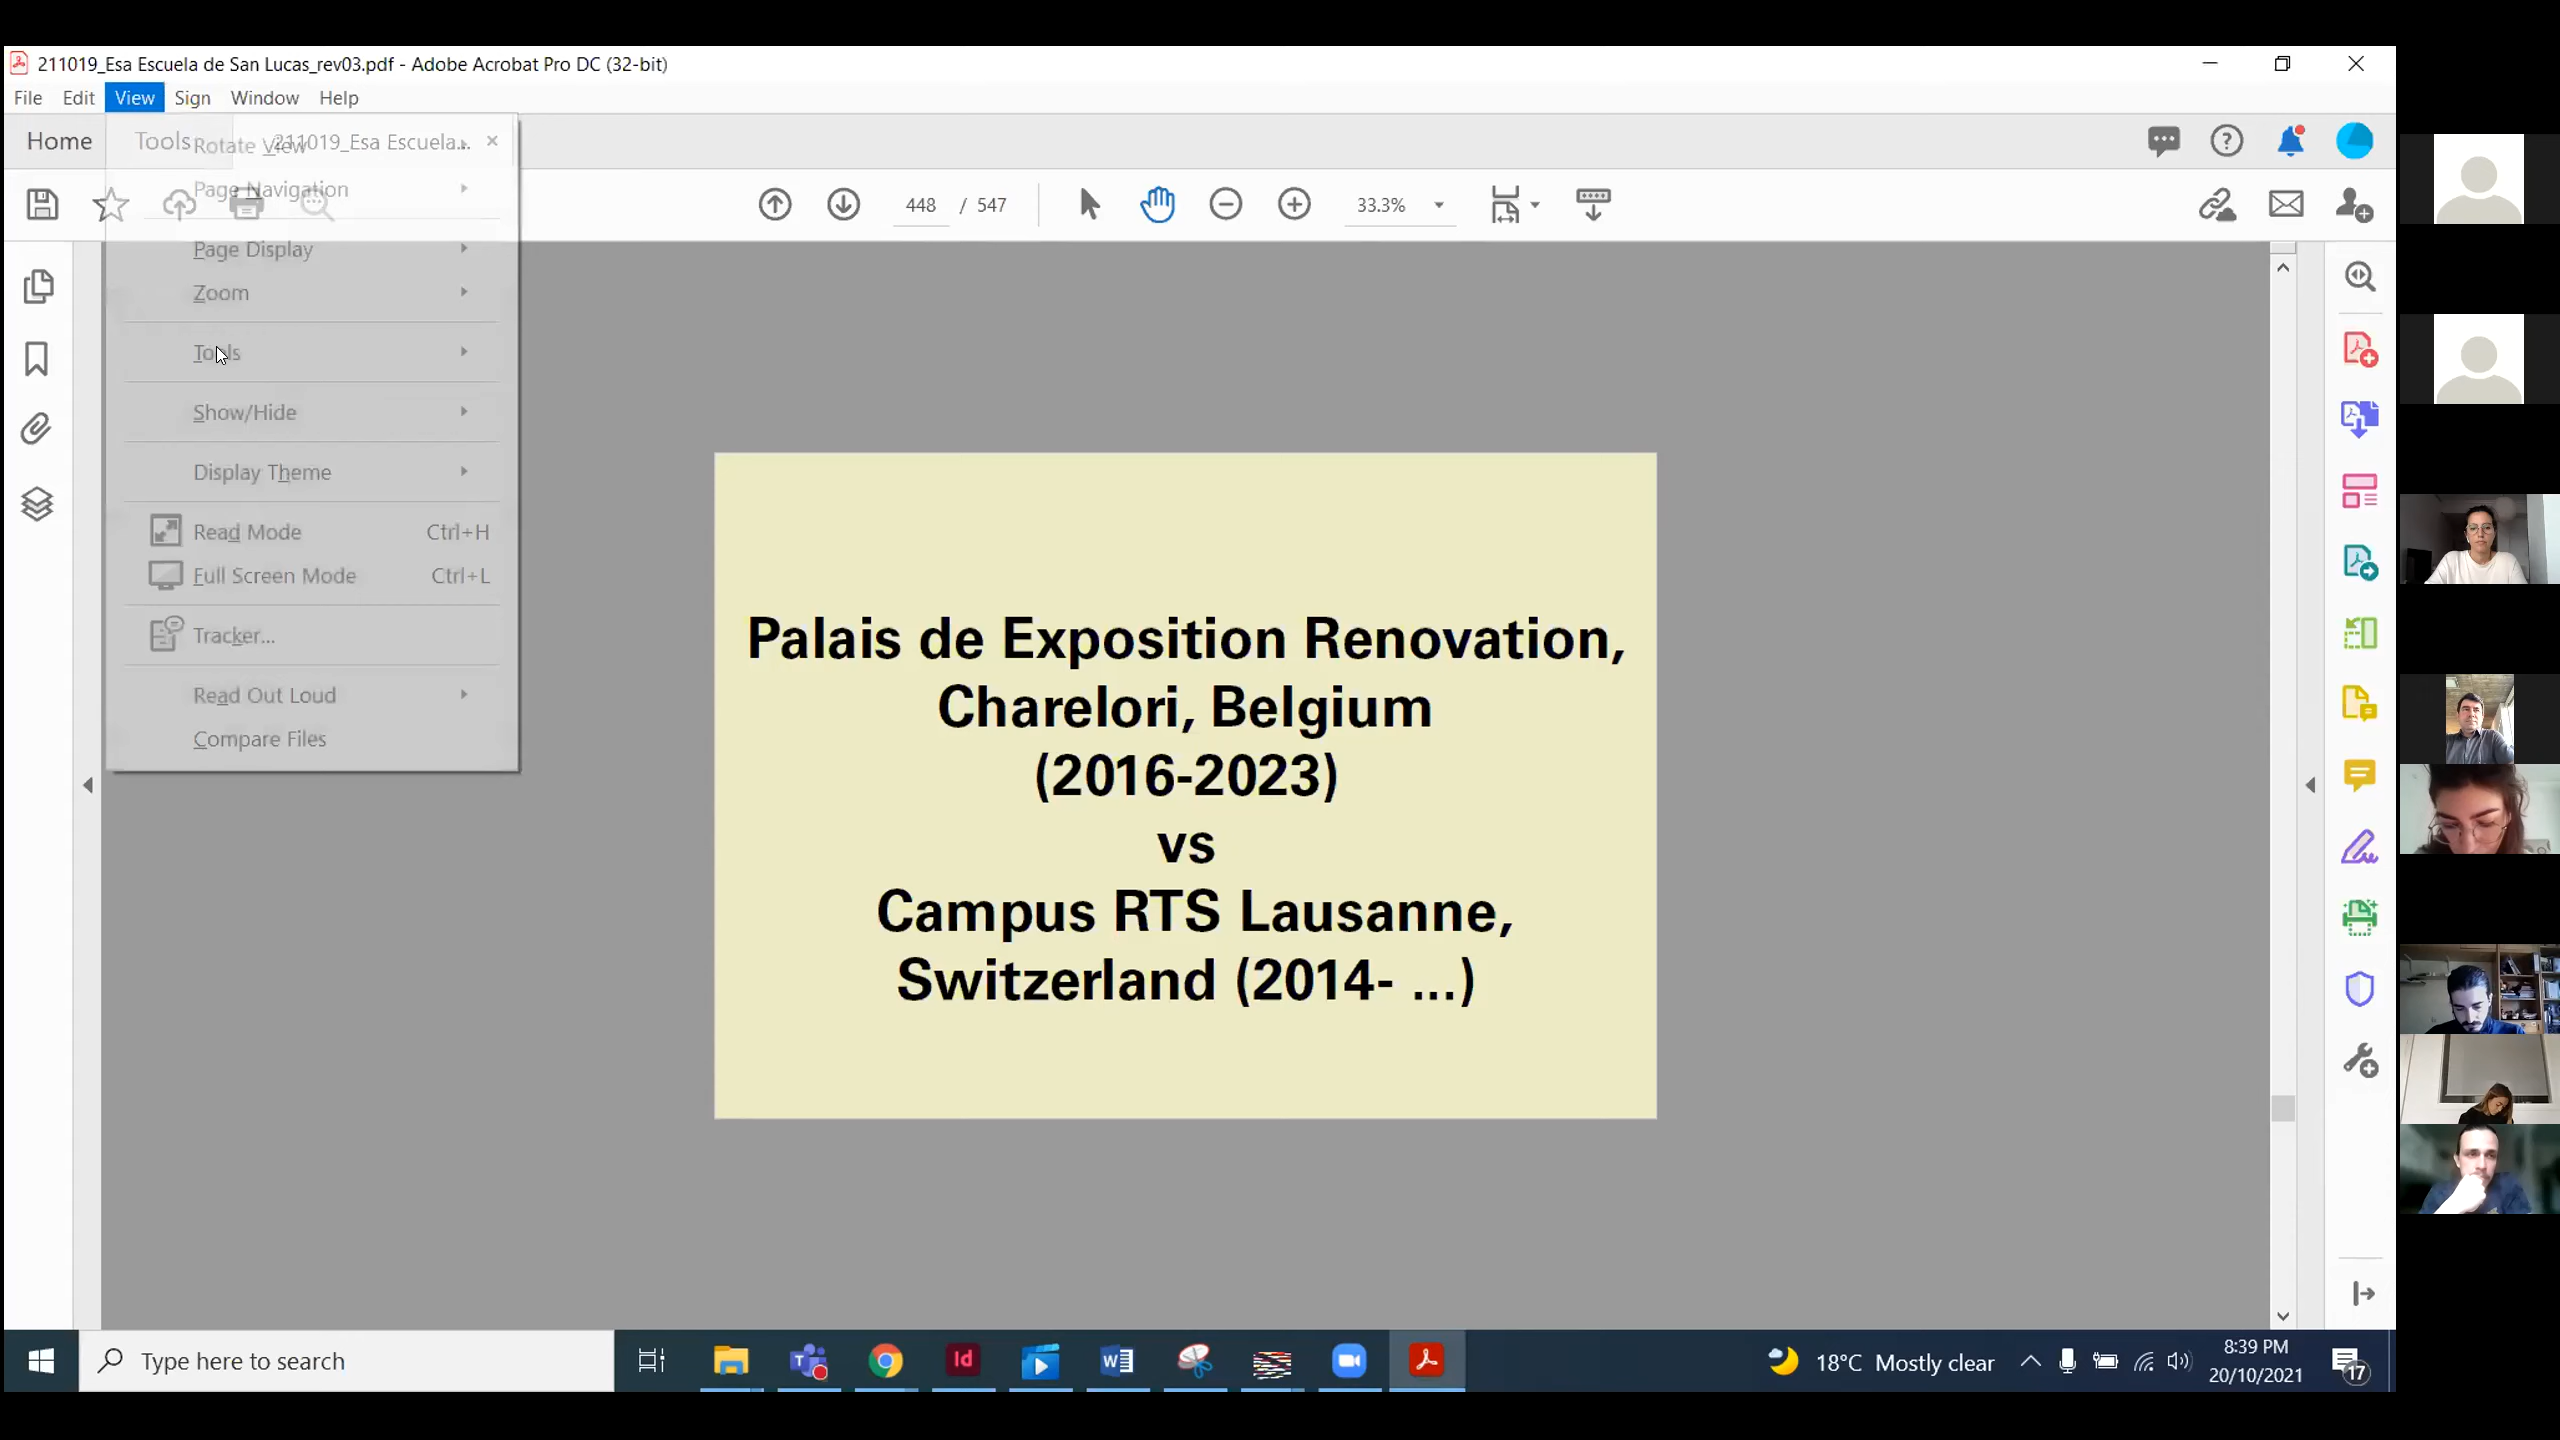 211019_Esa Escuela de San Lucas_rev03.pdf - Adobe Acrobat Pro DC (32-bit)
File Edit View Sign Window Help
Home Tools 211019_Esa Escuela... ×
Rotate View
Page Navigation
448 / 547
33.3%
Page Display
Zoom
Tools
Show/Hide
Display Theme
Read Mode Ctrl+H
Full Screen Mode Ctrl+L
Tracker...
Read Out Loud
Compare Files
Palais de Exposition Renovation,
Charelori, Belgium
(2016-2023)
vs
Campus RTS Lausanne,
Switzerland (2014- ...)
Type here to search
Id
W
18°C Mostly clear
8:39 PM
20/10/2021
17